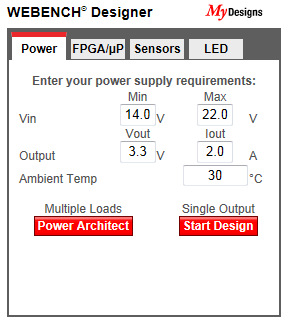 WEBENCH® Designer MyDesigns
Power FPGA/µP Sensors LED
Enter your power supply requirements:
Min Max
Vin 14.0 V 22.0 V
Vout Iout
Output 3.3 V 2.0 A
Ambient Temp 30 °C
Multiple Loads Single Output
Power Architect Start Design